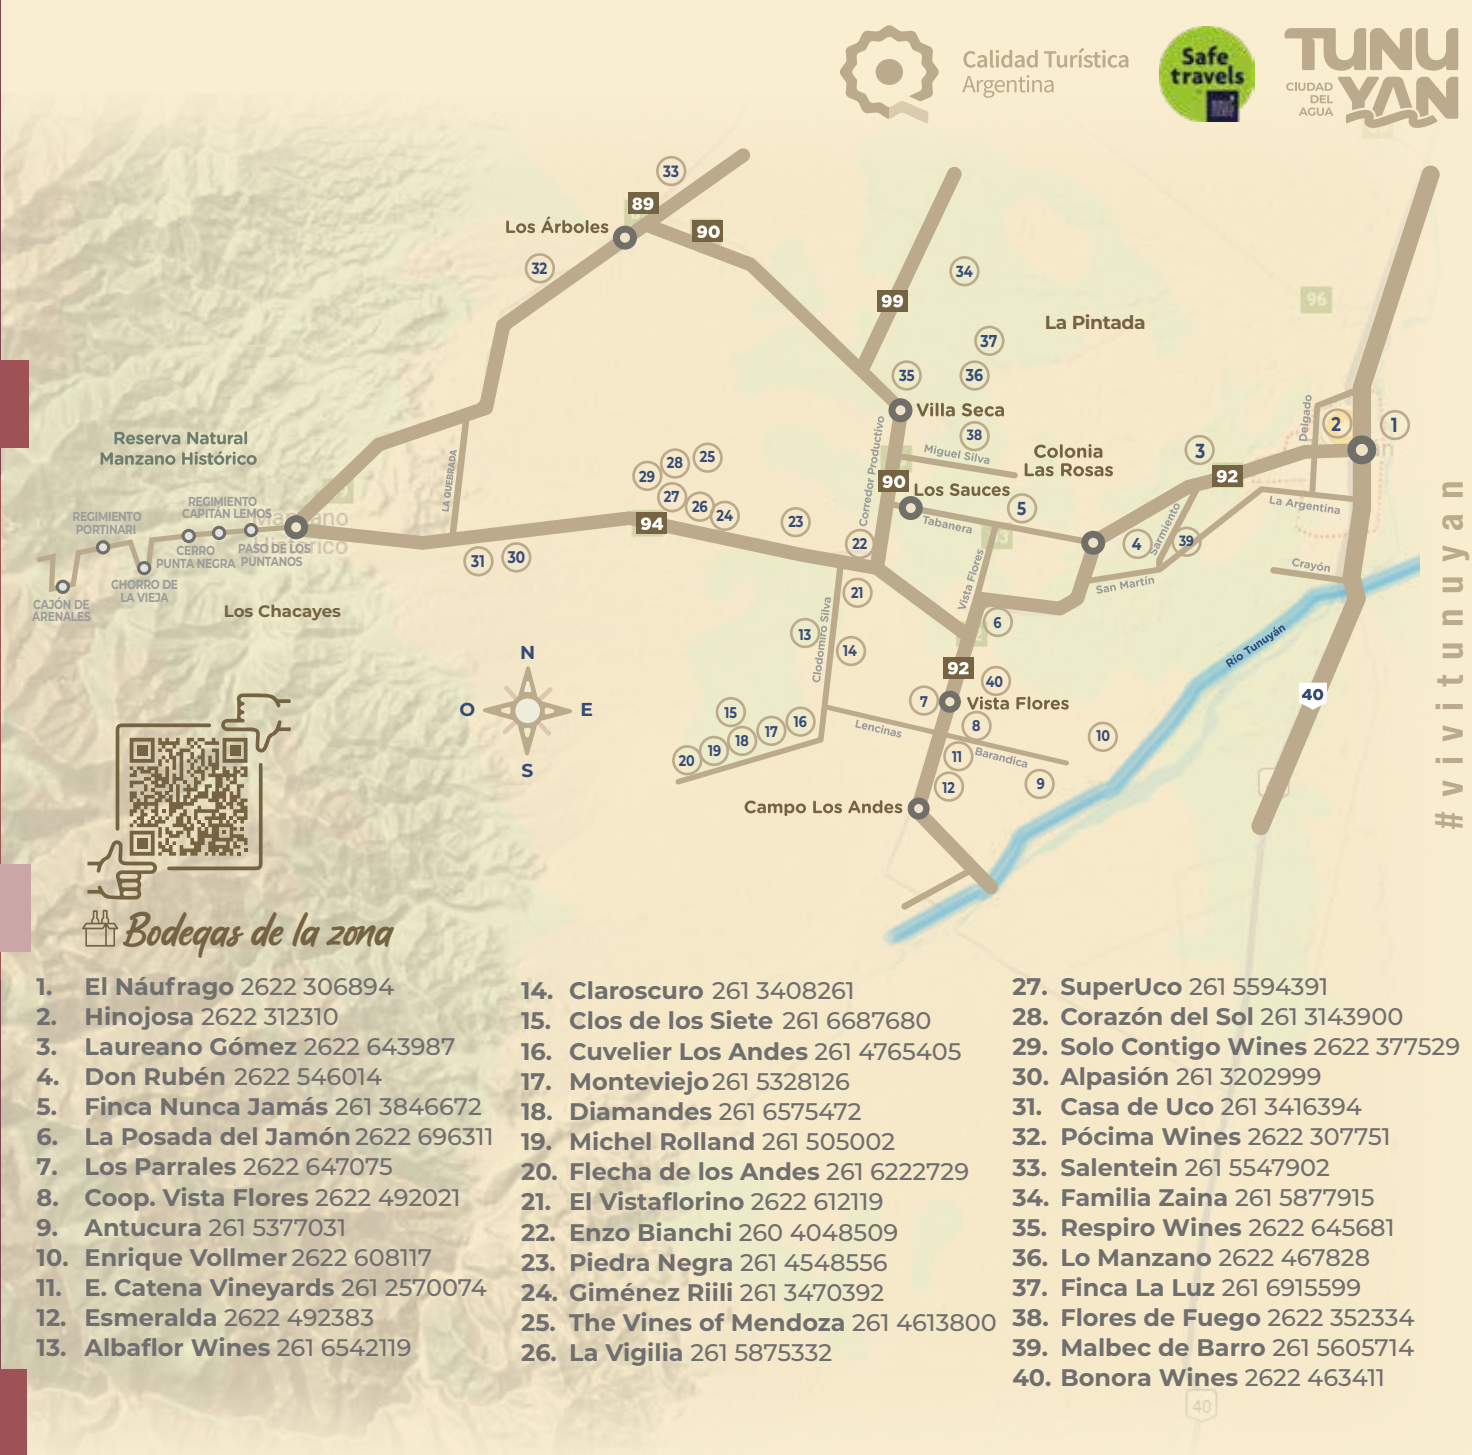 Calidad Turística
Argentina
Safe
travels
TUNU
YAN
CIUDAD
DEL
AGUA
33
89
Los Árboles
90
32
34
99
96
La Pintada
37
35
36
Villa Seca
Delgado
2
1
38
Miguel Silva
Colonia
Las Rosas
3
92
Corredor Productivo
90
Los Sauces
Tabanera
5
La Argentina
Sarmiento
4
39
San Martín
Crayón
Reserva Natural
Manzano Histórico
LA QUEBRADA
25
28
29
27
26
24
23
94
22
REGIMIENTO
CAPITÁN LEMOS
REGIMIENTO
PORTINARI
Manzano
Histórico
CERRO
PUNTA NEGRA
PASO DE LOS
PUNTANOS
CHORRO DE
LA VIEJA
CAJÓN DE
ARENALES
Los Chacayes
31
30
21
Vista Flores
6
13
Clodomiro Silva
14
92
40
7
Vista Flores
Río Tunuyán
40
N
O
E
S
15
16
17
18
19
20
Lencinas
8
10
11
Barandica
12
9
Campo Los Andes
#vivitunuyan
Bodegas de la zona
1. El Náufrago 2622 306894
2. Hinojosa 2622 312310
3. Laureano Gómez 2622 643987
4. Don Rubén 2622 546014
5. Finca Nunca Jamás 261 3846672
6. La Posada del Jamón 2622 696311
7. Los Parrales 2622 647075
8. Coop. Vista Flores 2622 492021
9. Antucura 261 5377031
10. Enrique Vollmer 2622 608117
11. E. Catena Vineyards 261 2570074
12. Esmeralda 2622 492383
13. Albaflor Wines 261 6542119
14. Claroscuro 261 3408261
15. Clos de los Siete 261 6687680
16. Cuvelier Los Andes 261 4765405
17. Monteviejo 261 5328126
18. Diamandes 261 6575472
19. Michel Rolland 261 505002
20. Flecha de los Andes 261 6222729
21. El Vistaflorino 2622 612119
22. Enzo Bianchi 260 4048509
23. Piedra Negra 261 4548556
24. Giménez Riili 261 3470392
25. The Vines of Mendoza 261 4613800
26. La Vigilia 261 5875332
27. SuperUco 261 5594391
28. Corazón del Sol 261 3143900
29. Solo Contigo Wines 2622 377529
30. Alpasión 261 3202999
31. Casa de Uco 261 3416394
32. Pócima Wines 2622 307751
33. Salentein 261 5547902
34. Familia Zaina 261 5877915
35. Respiro Wines 2622 645681
36. Lo Manzano 2622 467828
37. Finca La Luz 261 6915599
38. Flores de Fuego 2622 352334
39. Malbec de Barro 261 5605714
40. Bonora Wines 2622 463411
40